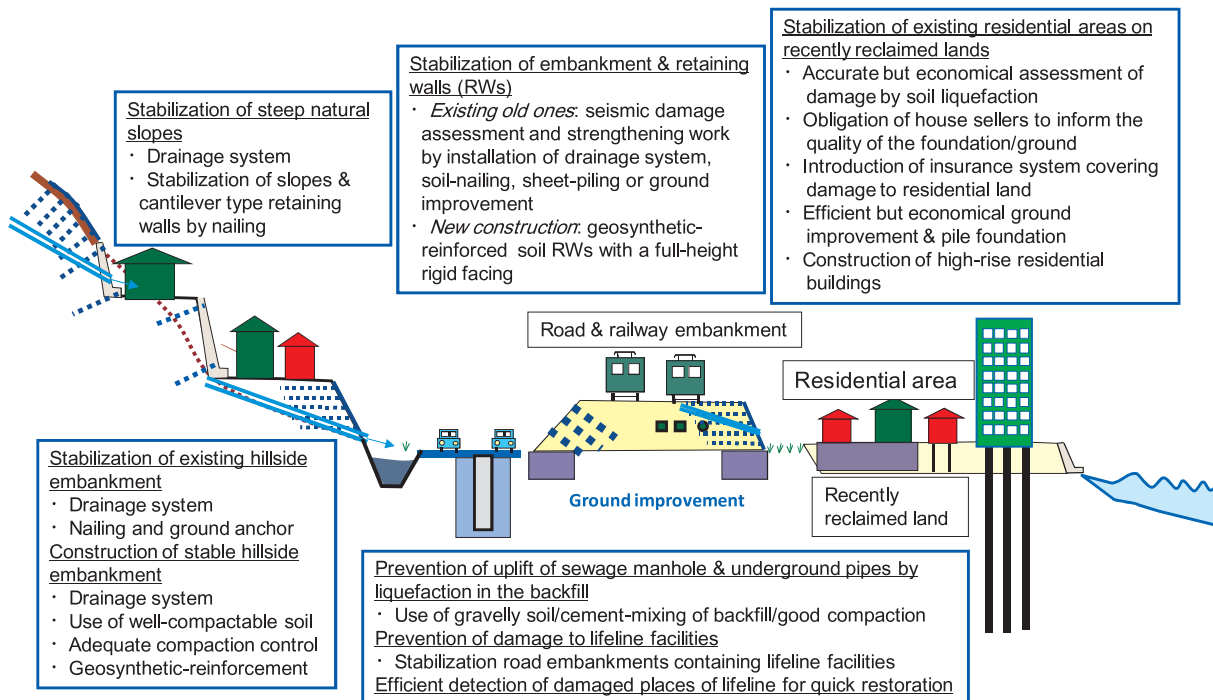 Stabilization of steep natural
slopes
・ Drainage system
・ Stabilization of slopes &
cantilever type retaining
walls by nailing
Stabilization of embankment & retaining
walls (RWs)
・ Existing old ones: seismic damage
assessment and strengthening work
by installation of drainage system,
soil-nailing, sheet-piling or ground
improvement
・ New construction: geosynthetic-
reinforced soil RWs with a full-height
rigid facing
Stabilization of existing residential areas on
recently reclaimed lands
・ Accurate but economical assessment of
damage by soil liquefaction
・ Obligation of house sellers to inform the
quality of the foundation/ground
・ Introduction of insurance system covering
damage to residential land
・ Efficient but economical ground
improvement & pile foundation
・ Construction of high-rise residential
buildings
Road & railway embankment
Residential area
Ground improvement
Recently
reclaimed land
Stabilization of existing hillside
embankment
・ Drainage system
・ Nailing and ground anchor
Construction of stable hillside
embankment
・ Drainage system
・ Use of well-compactable soil
・ Adequate compaction control
・ Geosynthetic-reinforcement
Prevention of uplift of sewage manhole & underground pipes by
liquefaction in the backfill
・ Use of gravelly soil/cement-mixing of backfill/good compaction
Prevention of damage to lifeline facilities
・ Stabilization road embankments containing lifeline facilities
Efficient detection of damaged places of lifeline for quick restoration